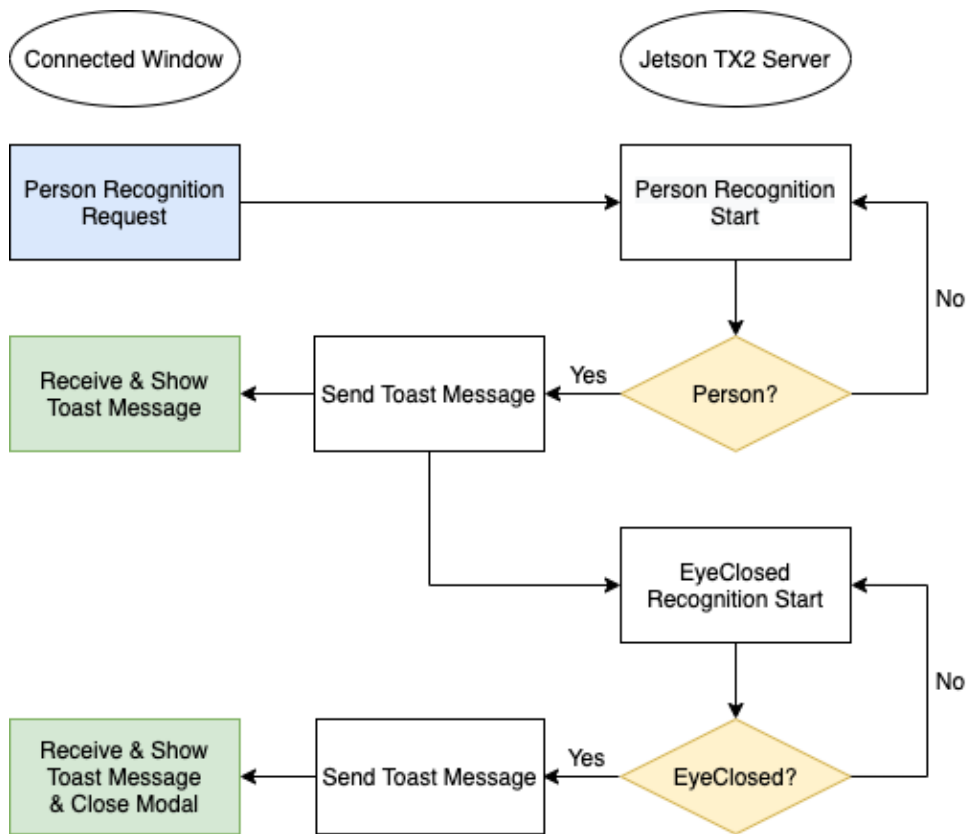 Connected Window
Jetson TX2 Server
Person Recognition
Request
Person Recognition
Start
No
Receive & Show
Toast Message
Send Toast Message
Yes
Person?
EyeClosed
Recognition Start
No
Receive & Show
Toast Message
& Close Modal
Send Toast Message
Yes
EyeClosed?